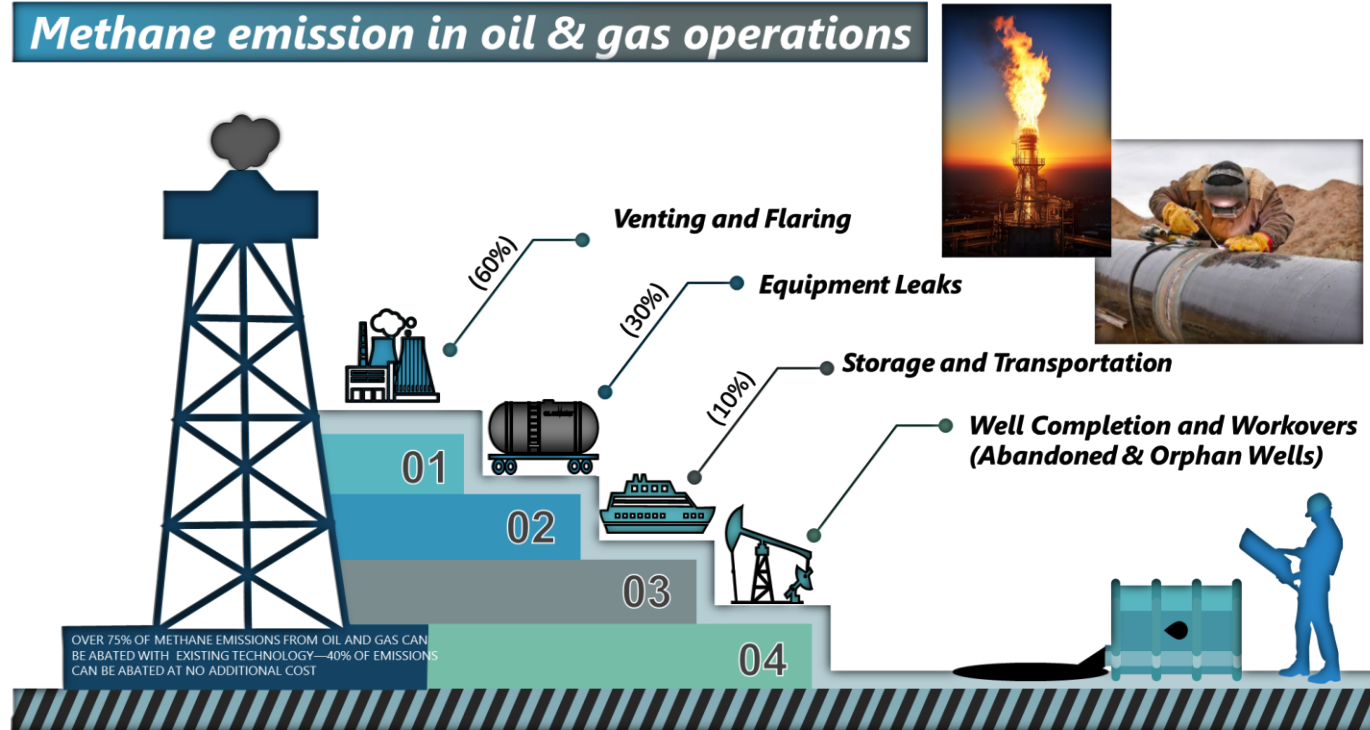 Methane emission in oil & gas operations
Venting and Flaring
(60%)
Equipment Leaks
(30%)
Storage and Transportation
(10%)
Well Completion and Workovers
(Abandoned & Orphan Wells)
01
02
03
04
OVER 75% OF METHANE EMISSIONS FROM OIL AND GAS CAN
BE ABATED WITH EXISTING TECHNOLOGY—40% OF EMISSIONS
CAN BE ABATED AT NO ADDITIONAL COST